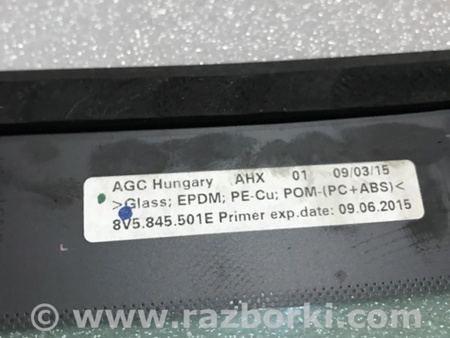 AGC Hungary AHX 01 09/03/15
>Glass; EPDM; PE-Cu; POM-(PC+ABS)<
8V5.845.501E Primer exp.date: 09.06.2015
www.razborki.com